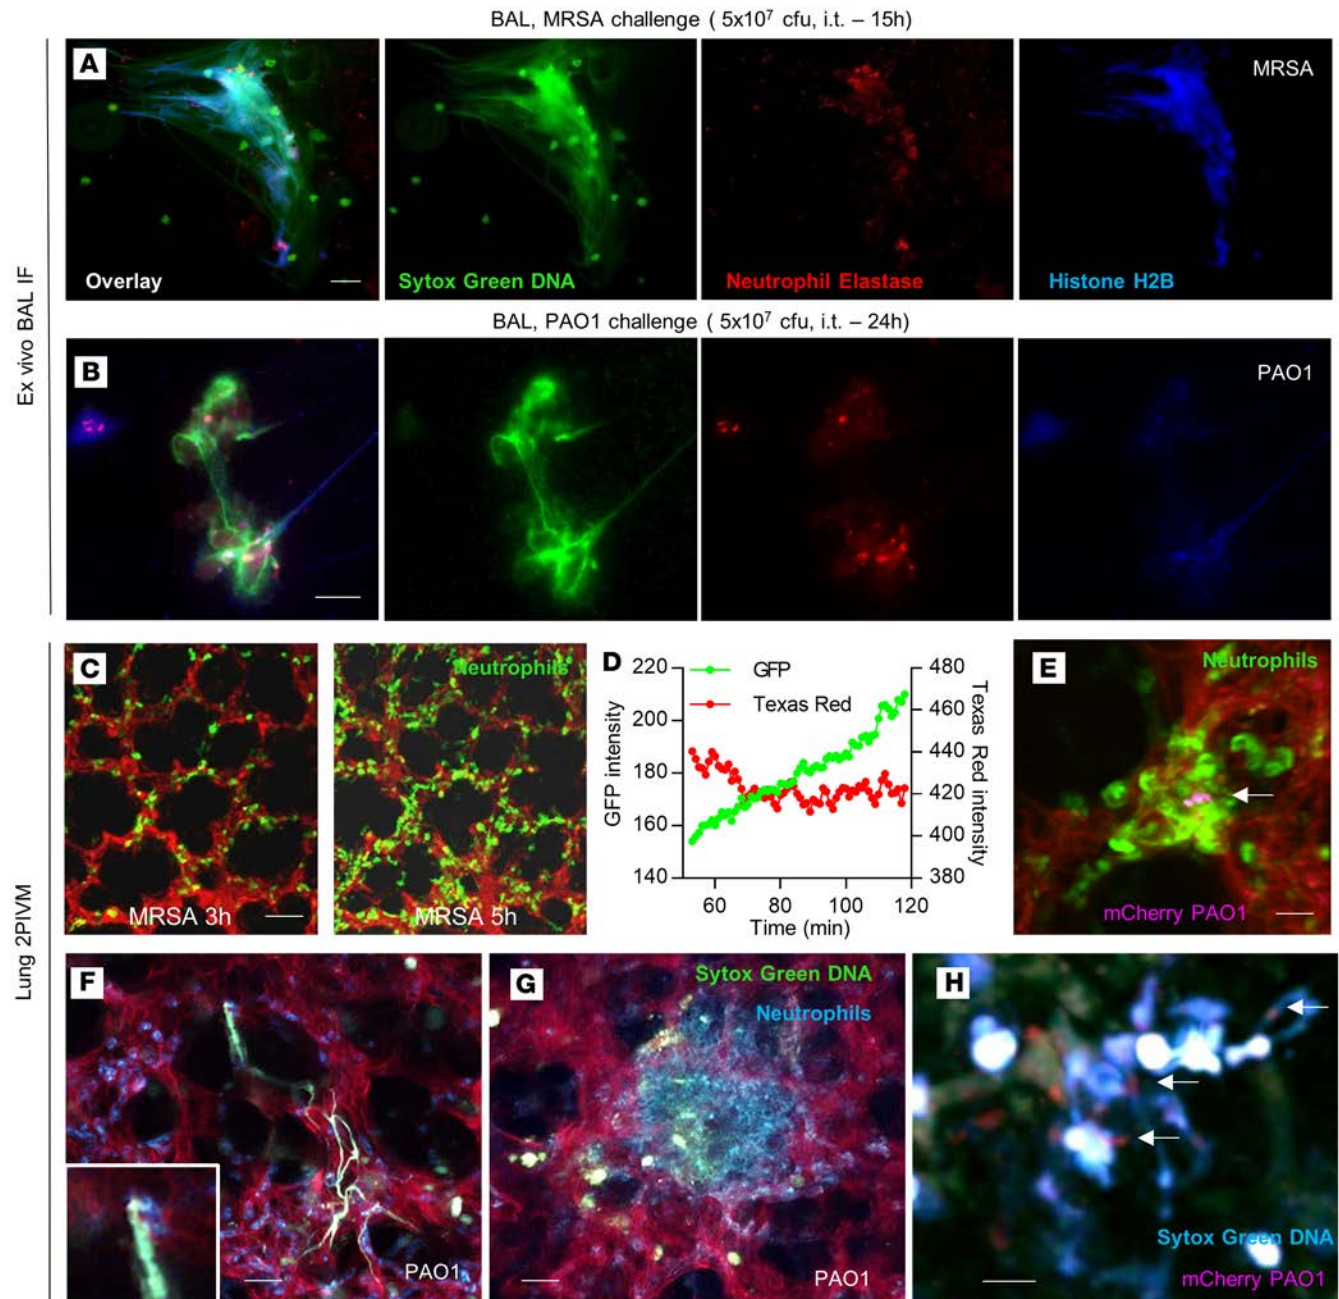 BAL, MRSA challenge ( 5x10⁷ cfu, i.t. – 15h)
Ex vivo BAL IF
A
MRSA
Overlay
Sytox Green DNA
Neutrophil Elastase
Histone H2B
BAL, PAO1 challenge ( 5x10⁷ cfu, i.t. – 24h)
B
PAO1
Lung 2PIVM
C
Neutrophils
MRSA 3h
MRSA 5h
D
GFP
Texas Red
GFP intensity
220
200
180
160
140
Texas Red intensity
480
460
440
420
400
380
60
80
100
120
Time (min)
E
Neutrophils
mCherry PAO1
F
PAO1
G
Sytox Green DNA
Neutrophils
PAO1
H
Sytox Green DNA
mCherry PAO1